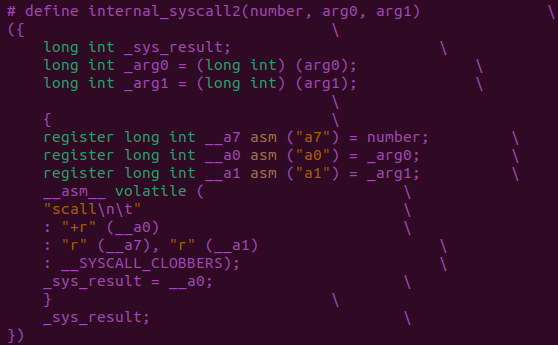 # define internal_syscall2(number, arg0, arg1) \
({ \
long int _sys_result; \
long int _arg0 = (long int) (arg0); \
long int _arg1 = (long int) (arg1); \
\
{ \
register long int __a7 asm ("a7") = number; \
register long int __a0 asm ("a0") = _arg0; \
register long int __a1 asm ("a1") = _arg1; \
__asm__ volatile ( \
"scall\n\t" \
: "+r" (__a0) \
: "r" (__a7), "r" (__a1) \
: __SYSCALL_CLOBBERS); \
_sys_result = __a0; \
} \
_sys_result; \
})